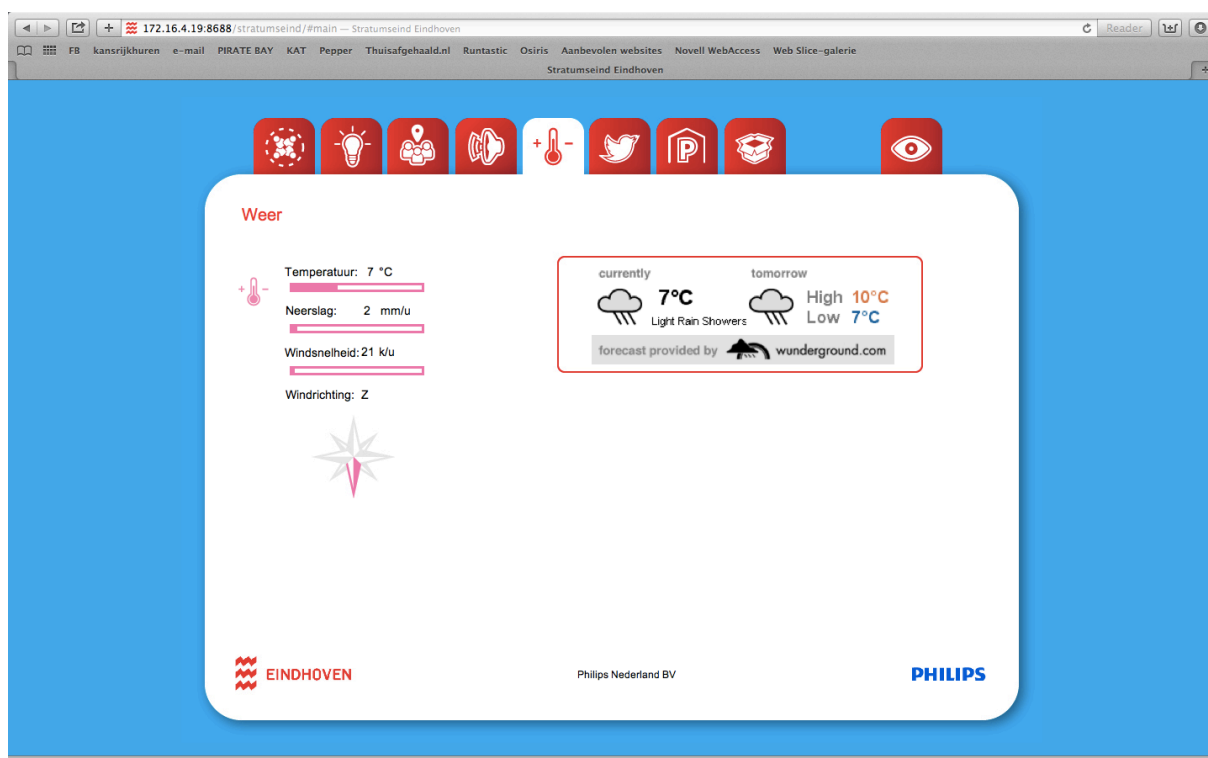 172.16.4.19:8688/stratumseind/#main — Stratumseind Eindhoven
Reader
FB kansrijkhuren e-mail PIRATE BAY KAT Pepper Thuisafgehaald.nl Runtastic Osiris Aanbevolen websites Novell WebAccess Web Slice-galerie
Stratumseind Eindhoven
P
Weer
Temperatuur: 7 °C
Neerslag: 2 mm/u
Windsnelheid: 21 k/u
Windrichting: Z
currently tomorrow
7°C High 10°C
Light Rain Showers Low 7°C
forecast provided by wunderground.com
EINDHOVEN
Philips Nederland BV
PHILIPS